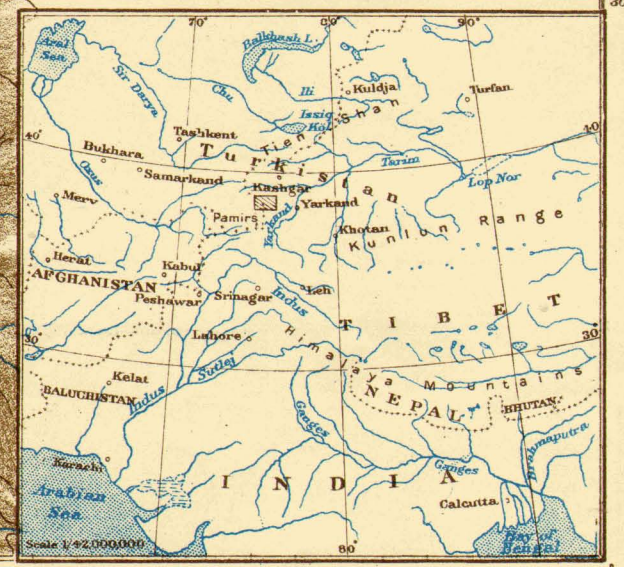 70°
80°
90°
Aral
Sea
Balkhash L.
Sir Darya
Chu
Ili
Kuldja
Turfan
Issiq
Kol
Tien Shan
40°
40
Tashkent
Bukhara
Turkistan
Tarim
Samarkand
Oxus
Lop Nor
Kashgar
Merv
Yarkand
Pamirs
Yarkand
Khotan
Kunlun Range
Herat
Kabul
AFGHANISTAN
Peshawar
Srinagar
Indus
Leh
TIBET
30°
30°
Lahore
Himalaya Mountains
Sutlej
Kelat
BALUCHISTAN
Indus
NEPAL
BHUTAN
Ganges
Brahmaputra
Karachi
Ganges
INDIA
Arabian
Sea
Calcutta
Bay of
Bengal
Scale 1/42,000,000
80°